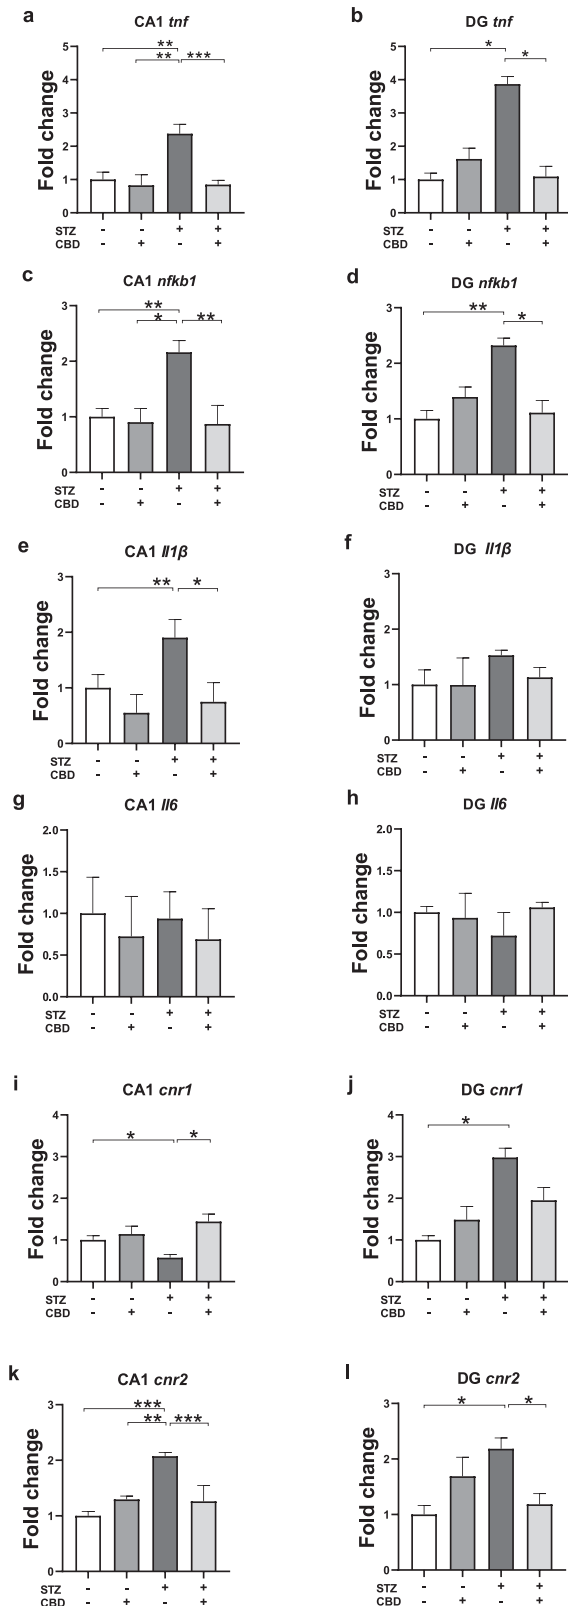 a
CA1 tnf
** 
** ***
Fold change
5
4
3
2
1
0
STZ - - + +
CBD - + - +
b
DG tnf
*
*
Fold change
5
4
3
2
1
0
STZ - - + +
CBD - + - +
c
CA1 nfkb1
**
* **
Fold change
3
2
1
0
STZ - - + +
CBD - + - +
d
DG nfkb1
**
*
Fold change
3
2
1
0
STZ - - + +
CBD - + - +
e
CA1 Il1β
** *
Fold change
3
2
1
0
STZ - - + +
CBD - + - +
f
DG Il1β
Fold change
3
2
1
0
STZ - - + +
CBD - + - +
g
CA1 Il6
Fold change
2.0
1.5
1.0
0.5
0.0
STZ - - + +
CBD - + - +
h
DG Il6
Fold change
2.0
1.5
1.0
0.5
0.0
STZ - - + +
CBD - + - +
i
CA1 cnr1
* *
Fold change
4
3
2
1
0
STZ - - + +
CBD - + - +
j
DG cnr1
*
Fold change
4
3
2
1
0
STZ - - + +
CBD - + - +
k
CA1 cnr2
***
** ***
Fold change
3
2
1
0
STZ - - + +
CBD - + - +
l
DG cnr2
* *
Fold change
3
2
1
0
STZ - - + +
CBD - + - +